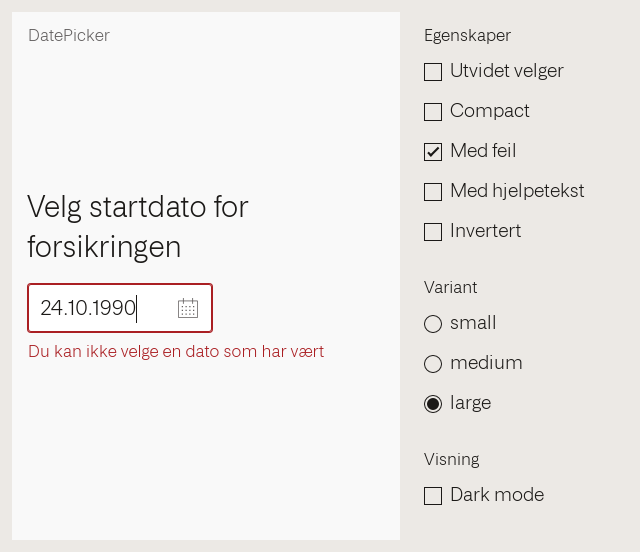 DatePicker
Velg startdato for
forsikringen
24.10.1990
Du kan ikke velge en dato som har vært
Egenskaper
Utvidet velger
Compact
Med feil
Med hjelpetekst
Invertert
Variant
small
medium
large
Visning
Dark mode